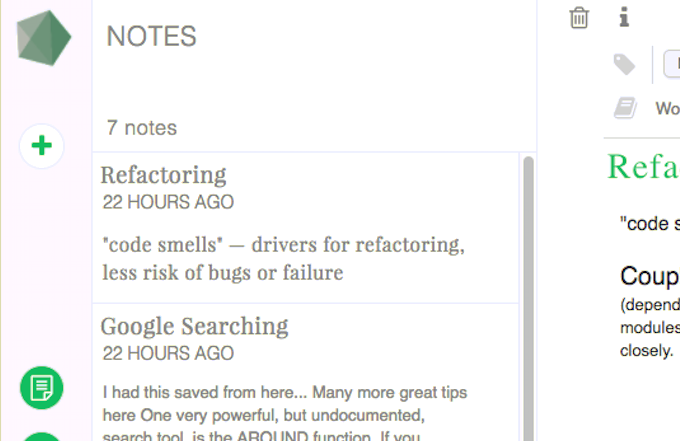 NOTES
7 notes
Refactoring
22 HOURS AGO
"code smells" — drivers for refactoring,
less risk of bugs or failure
Google Searching
22 HOURS AGO
I had this saved from here... Many more great tips
here One very powerful, but undocumented,
search tool, is the AROUND function. If you
Wo
Refa
"code s
Coup
(depend
modules
closely.